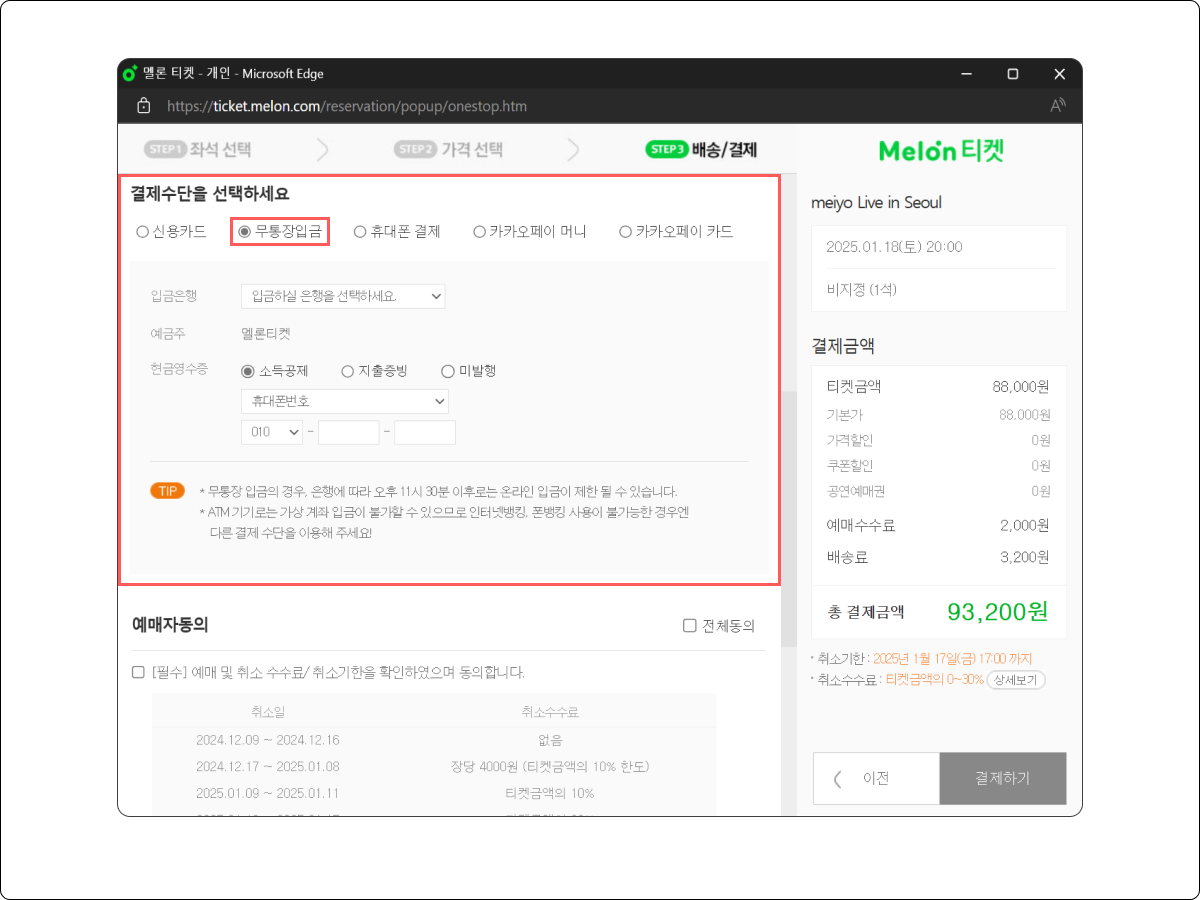 멜론 티켓 - 개인 - Microsoft Edge
https://ticket.melon.com/reservation/popup/onestop.htm
STEP 1 좌석 선택
STEP 2 가격 선택
STEP 3 배송/결제
결제수단을 선택하세요
신용카드 무통장입금 휴대폰 결제 카카오페이 머니 카카오페이 카드
입금은행 입금하실 은행을 선택하세요.
예금주 멜론티켓
현금영수증 소득공제 지출증빙 미발행
휴대폰번호
010 - -
TIP * 무통장 입금의 경우, 은행에 따라 오후 11시 30분 이후로는 온라인 입금이 제한 될 수 있습니다.
* ATM 기기로는 가상 계좌 입금이 불가할 수 있으므로 인터넷뱅킹, 폰뱅킹 사용이 불가능한 경우엔
다른 결제 수단을 이용해 주세요!
예매자동의 전체동의
[필수] 예매 및 취소 수수료/ 취소기한을 확인하였으며 동의합니다.
취소일 취소수수료
2024.12.09 ~ 2024.12.16 없음
2024.12.17 ~ 2025.01.08 장당 4000원 (티켓금액의 10% 한도)
2025.01.09 ~ 2025.01.11 티켓금액의 10%
Melon 티켓
meiyo Live in Seoul
2025.01.18(토) 20:00
비지정 (1석)
결제금액
티켓금액 88,000원
기본가 88,000원
가격할인 0원
쿠폰할인 0원
공연예매권 0원
예매수수료 2,000원
배송료 3,200원
총 결제금액 93,200원
• 취소기한 : 2025년 1월 17일(금) 17:00 까지
• 취소수수료 : 티켓금액의 0~30% 상세보기
이전 결제하기